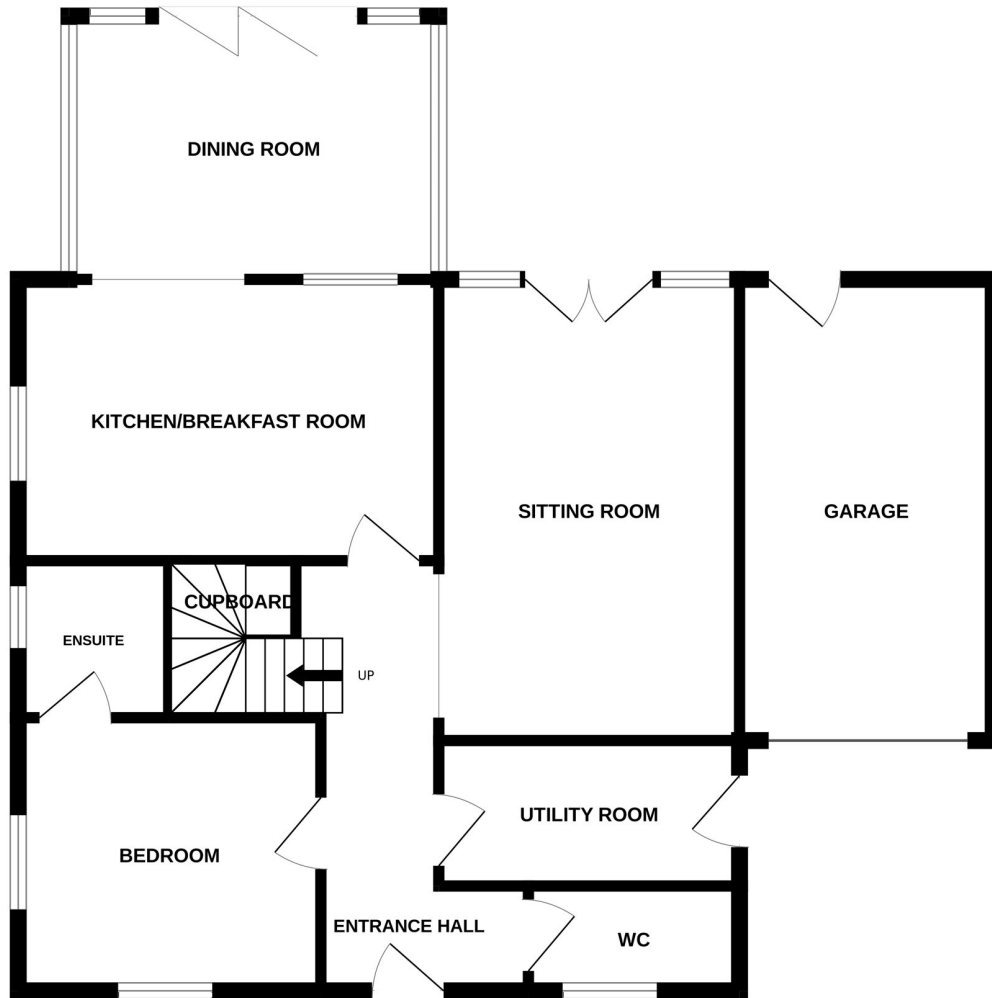 DINING ROOM
KITCHEN/BREAKFAST ROOM
SITTING ROOM
GARAGE
CUPBOARD
ENSUITE
UP
UTILITY ROOM
BEDROOM
ENTRANCE HALL
WC